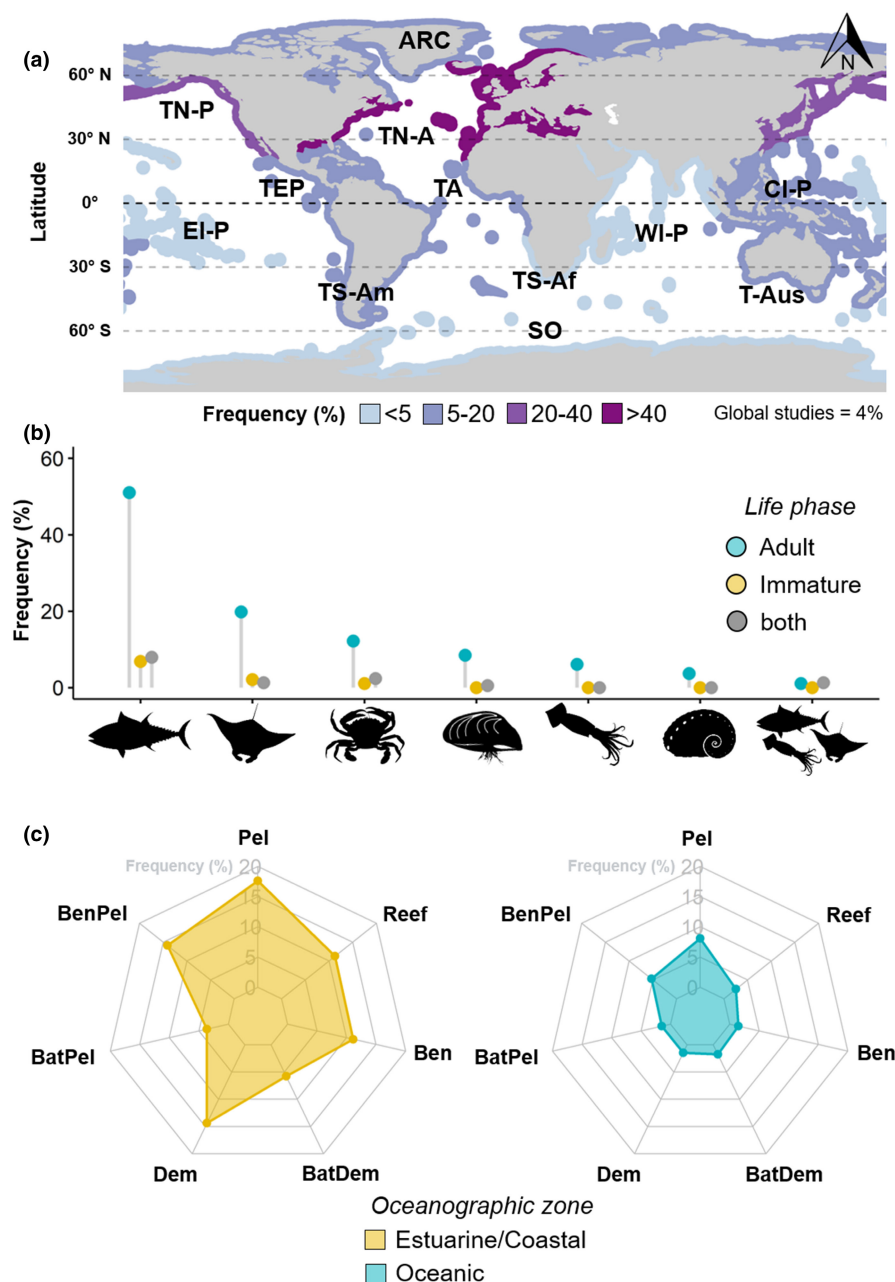 (a)
ARC
N
60° N
TN-P
TN-A
30° N
TEP
TA
CI-P
0°
EI-P
WI-P
30° S
TS-Am
TS-Af
T-Aus
60° S
SO
Latitude
Frequency (%) <5 5-20 20-40 >40 Global studies = 4%
(b)
60
40
20
0
Frequency (%)
Life phase
Adult
Immature
both
(c)
Pel
Frequency (%) 20
15
10
5
0
BenPel
Reef
BatPel
Ben
Dem
BatDem
Pel
Frequency (%) 20
15
10
5
0
BenPel
Reef
BatPel
Ben
Dem
BatDem
Oceanographic zone
Estuarine/Coastal
Oceanic